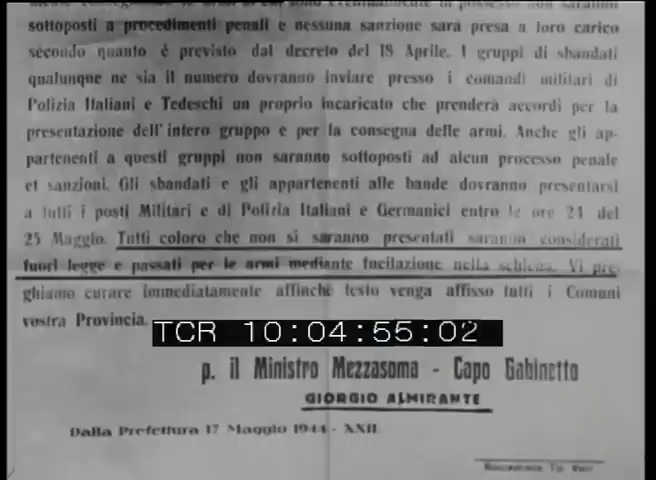 sottoposti a procedimenti penali e nessuna sanzione sarà presa a loro carico
secondo quanto è previsto dal decreto del 18 Aprile. I gruppi di sbandati
qualunque ne sia il numero dovranno inviare presso i comandi militari di
Polizia Italiani e Tedeschi un proprio incaricato che prenderà accordi per la
presentazione dell'intero gruppo e per la consegna delle armi. Anche gli ap-
partenenti a questi gruppi non saranno sottoposti ad alcun processo penale
et sanzioni. Gli sbandati e gli appartenenti alle bande dovranno presentarsi
a tutti i posti Militari e di Polizia Italiani e Germanici entro le ore 24 del
25 Maggio. Tutti coloro che non si saranno presentati saranno considerati
fuori legge e passati per le armi mediante fucilazione nella schiena. Vi pre-
ghiamo curare immediatamente affinchè testo venga affisso tutti i Comuni
vostra Provincia.
TCR 10:04:55:02
p. il Ministro Mezzasoma - Capo Gabinetto
GIORGIO ALMIRANTE
Dalla Prefettura 17 Maggio 1944 - XXII